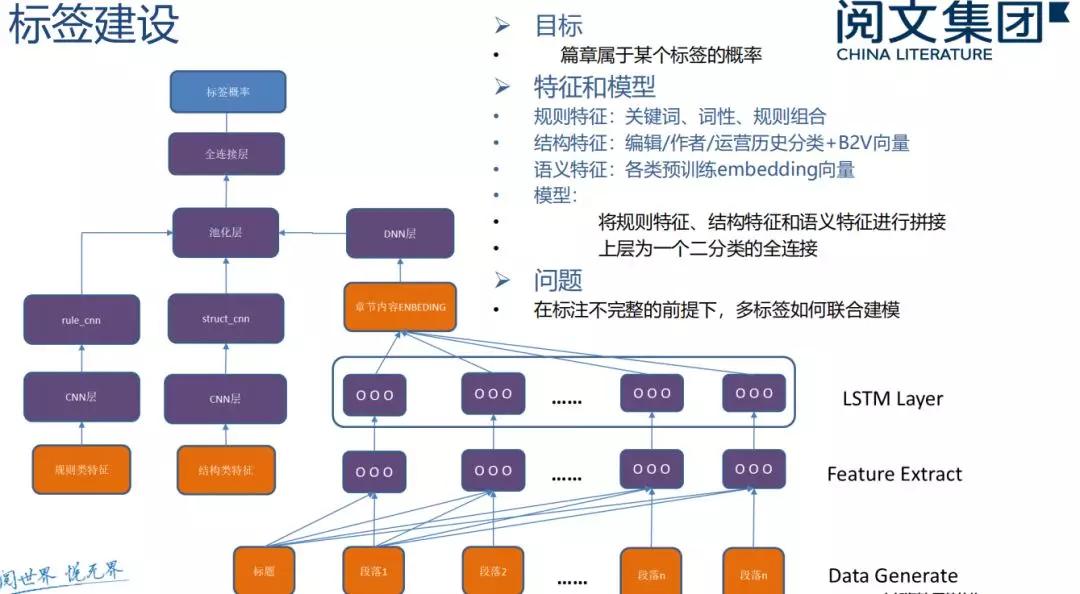 标签建设
阅文集团
CHINA LITERATURE
目标
篇章属于某个标签的概率
特征和模型
规则特征：关键词、词性、规则组合
结构特征：编辑/作者/运营历史分类+B2V向量
语义特征：各类预训练embedding向量
模型：
将规则特征、结构特征和语义特征进行拼接
上层为一个二分类的全连接
问题
在标注不完整的前提下，多标签如何联合建模
标签概率
全连接层
池化层
DNN层
章节内容ENBEDING
rule_cnn
struct_cnn
CNN层
CNN层
规则类特征
结构类特征
O O O
O O O
......
O O O
O O O
LSTM Layer
O O O
O O O
......
O O O
O O O
Feature Extract
标题
段落1
段落2
......
段落n
段落n
Data Generate
阅世界 悦无界